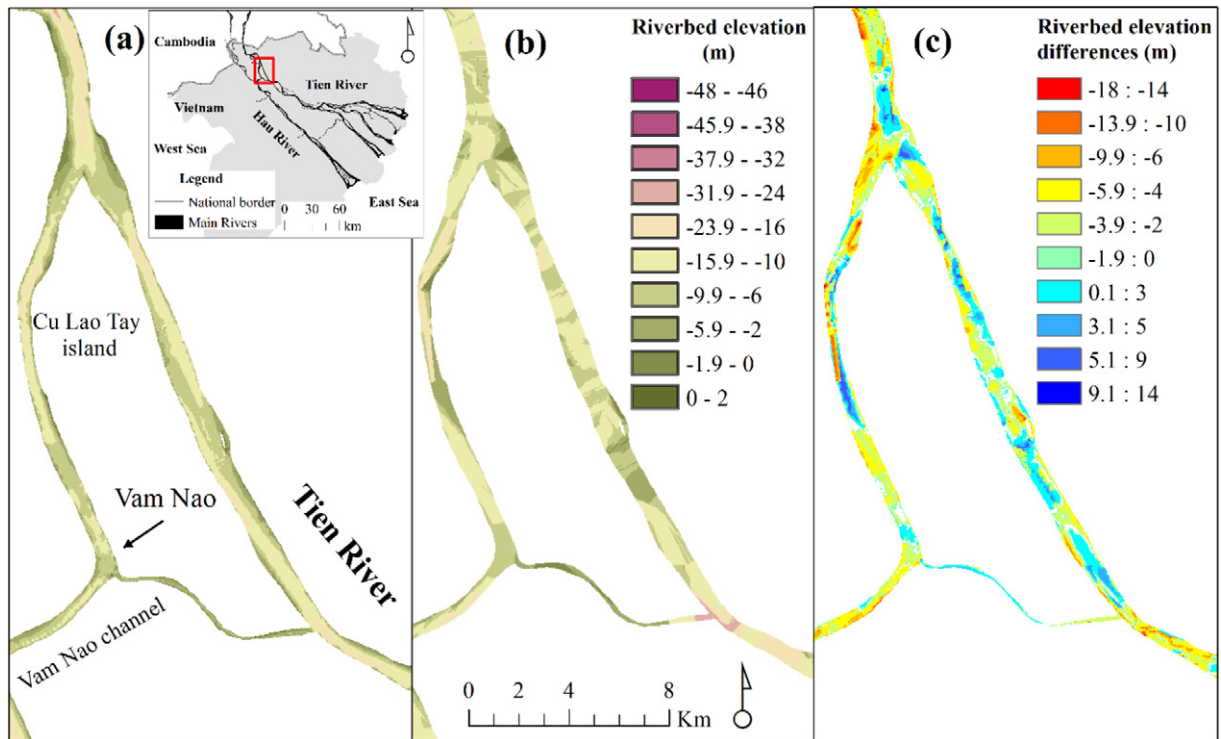 (a)
Cambodia
Tien River
Vietnam
Hau River
West Sea
Legend
National border
Main Rivers
0 30 60
km
East Sea
Cu Lao Tay
island
Vam Nao
Tien River
Vam Nao channel
(b)
Riverbed elevation
(m)
-48 - -46
-45.9 - -38
-37.9 - -32
-31.9 - -24
-23.9 - -16
-15.9 - -10
-9.9 - -6
-5.9 - -2
-1.9 - 0
0 - 2
0 2 4 8
Km
(c)
Riverbed elevation
differences (m)
-18 : -14
-13.9 : -10
-9.9 : -6
-5.9 : -4
-3.9 : -2
-1.9 : 0
0.1 : 3
3.1 : 5
5.1 : 9
9.1 : 14